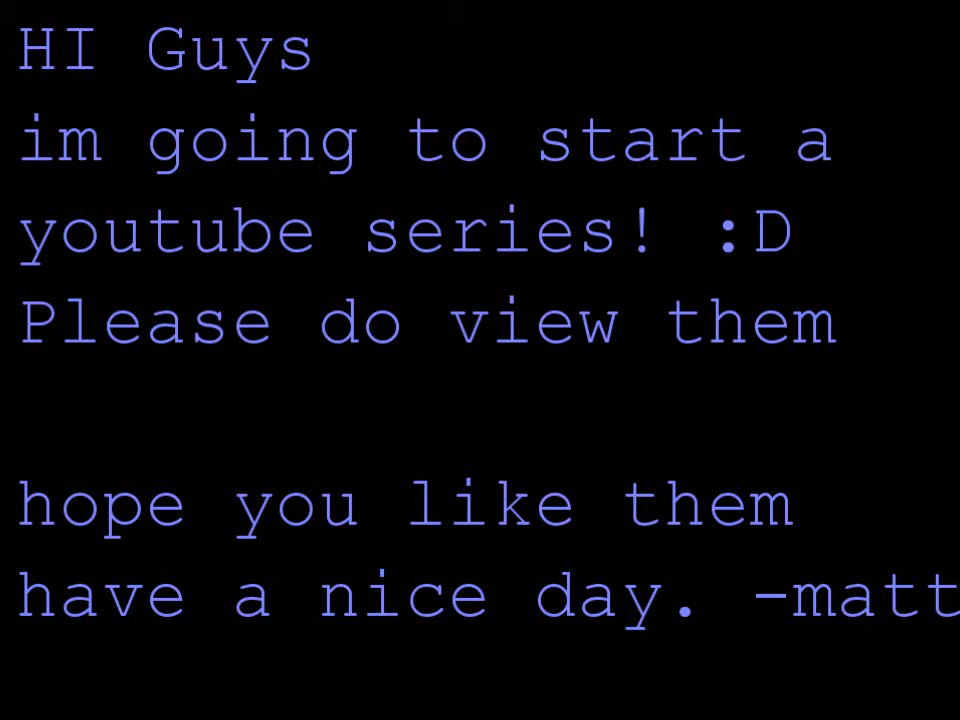 HI Guys
im going to start a
youtube series! :D
Please do view them
hope you like them
have a nice day. -matt